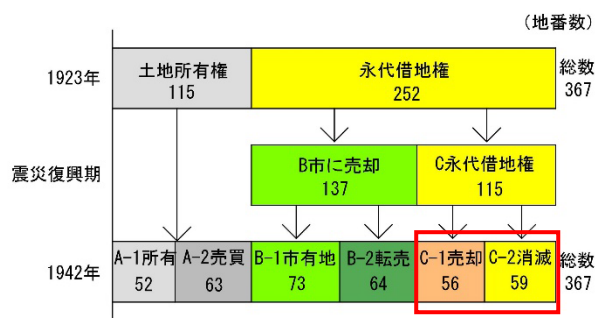 (地番数)
1923年
土地所有権
115
永代借地権
252
総数
367
震災復興期
B市に売却
137
C永代借地権
115
1942年
A-1所有
52
A-2売買
63
B-1市有地
73
B-2転売
64
C-1売却
56
C-2消滅
59
総数
367